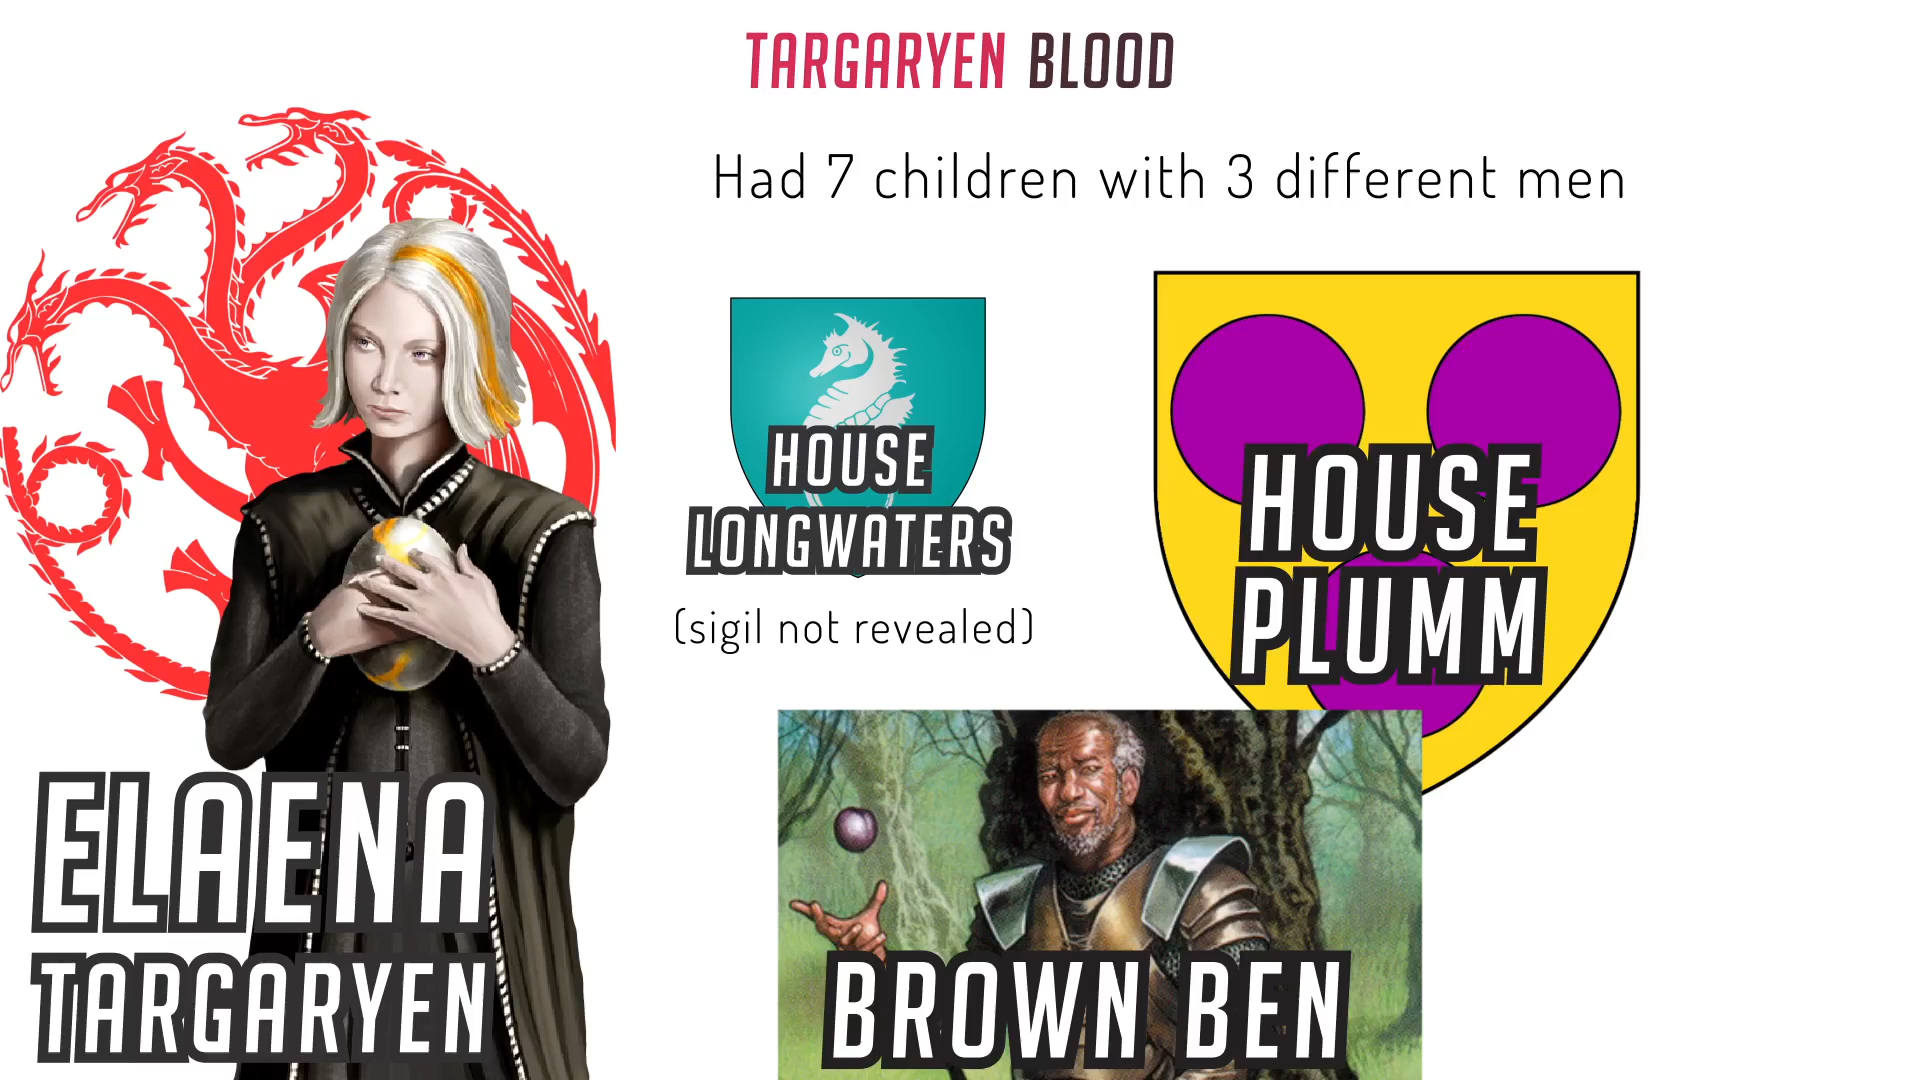 TARGARYEN BLOOD
Had 7 children with 3 different men
HOUSE
LONGWATERS
(sigil not revealed)
HOUSE
PLUMM
ELAENA
TARGARYEN
BROWN BEN